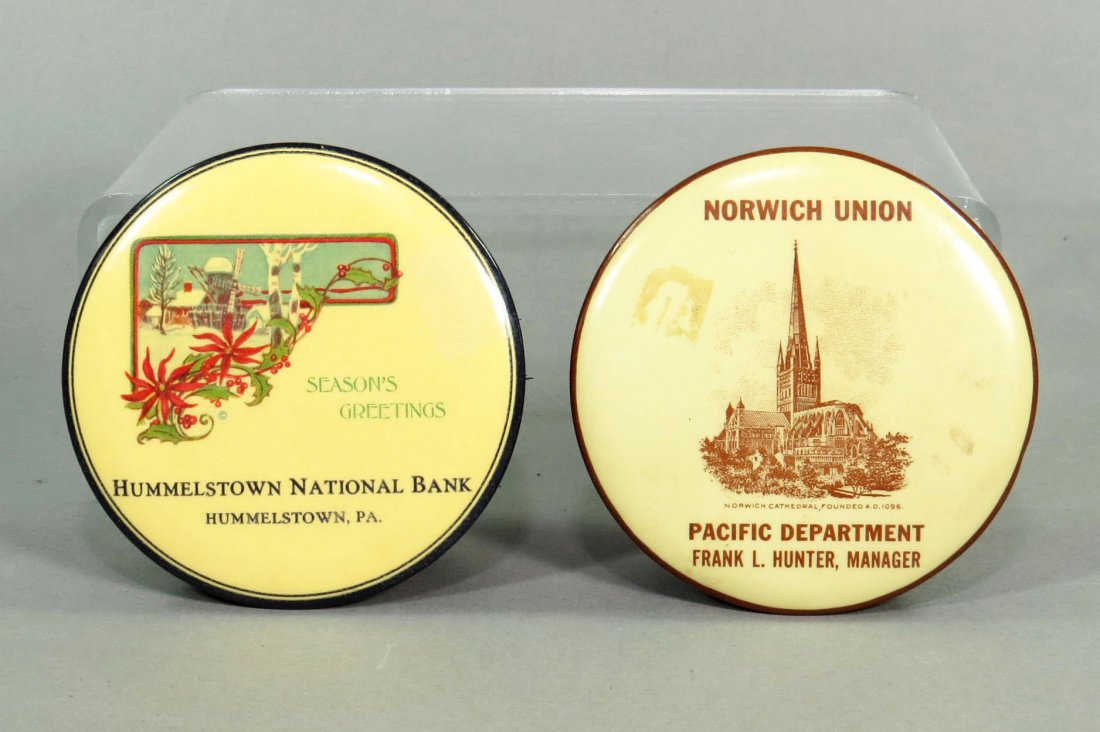 SEASON'S
GREETINGS
©
HUMMELSTOWN NATIONAL BANK
HUMMELSTOWN, PA.
NORWICH UNION
NORWICH CATHEDRAL, FOUNDED A.D. 1096.
PACIFIC DEPARTMENT
FRANK L. HUNTER, MANAGER